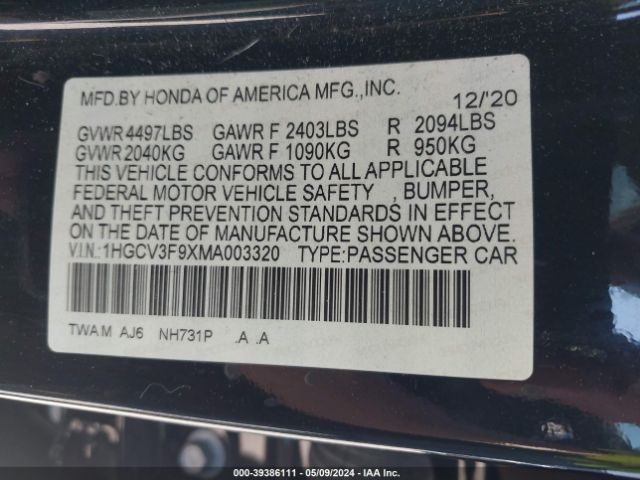 MFD.BY HONDA OF AMERICA MFG.,INC.
12/'20
GVWR 4497LBS GAWR F 2403LBS R 2094LBS
GVWR 2040KG GAWR F 1090KG R 950KG
THIS VEHICLE CONFORMS TO ALL APPLICABLE
FEDERAL MOTOR VEHICLE SAFETY , BUMPER,
AND THEFT PREVENTION STANDARDS IN EFFECT
ON THE DATE OF MANUFACTURE SHOWN ABOVE.
V.I.N.:1HGCV3F9XMA003320 TYPE:PASSENGER CAR
TWA M AJ6 NH731P .A .A
000-39386111 — 05/09/2024 — IAA Inc.